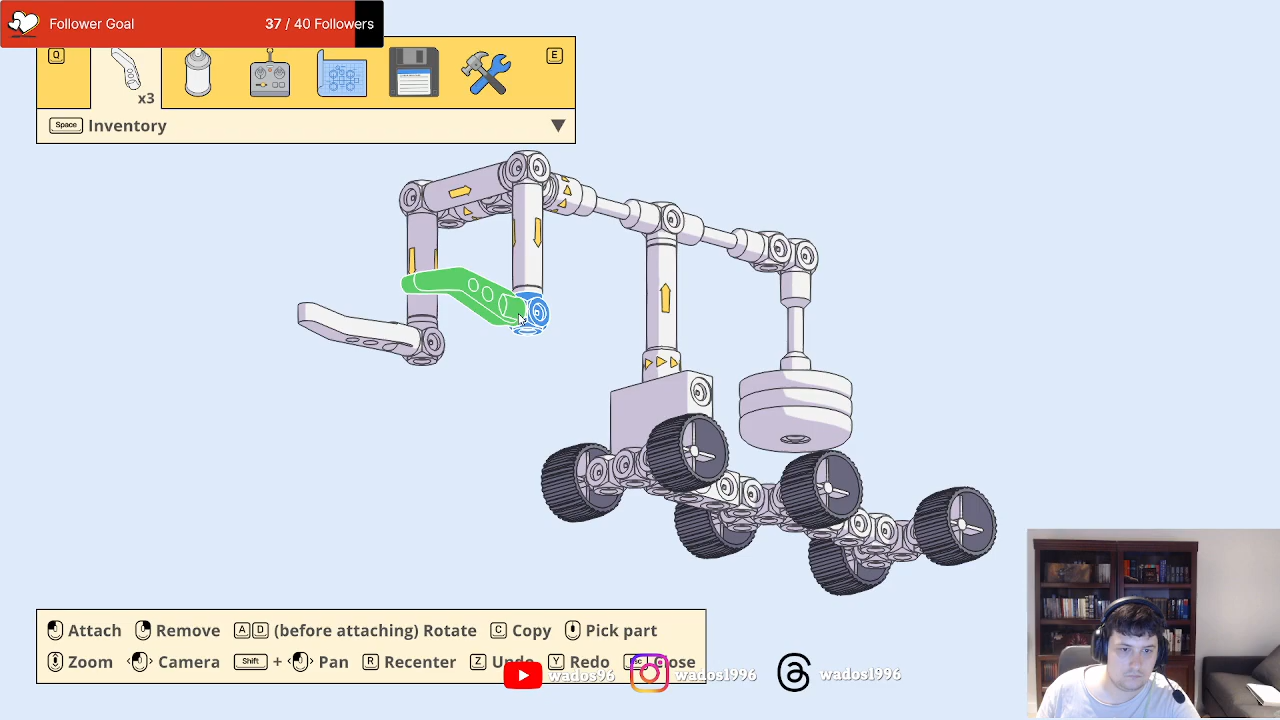 Follower Goal 37 / 40 Followers
Q E
x3
Space Inventory
Attach Remove A D (before attaching) Rotate C Copy Pick part
Zoom Camera Shift + Pan R Recenter Z Undo Y Redo
wados96 wados1996 wados1996